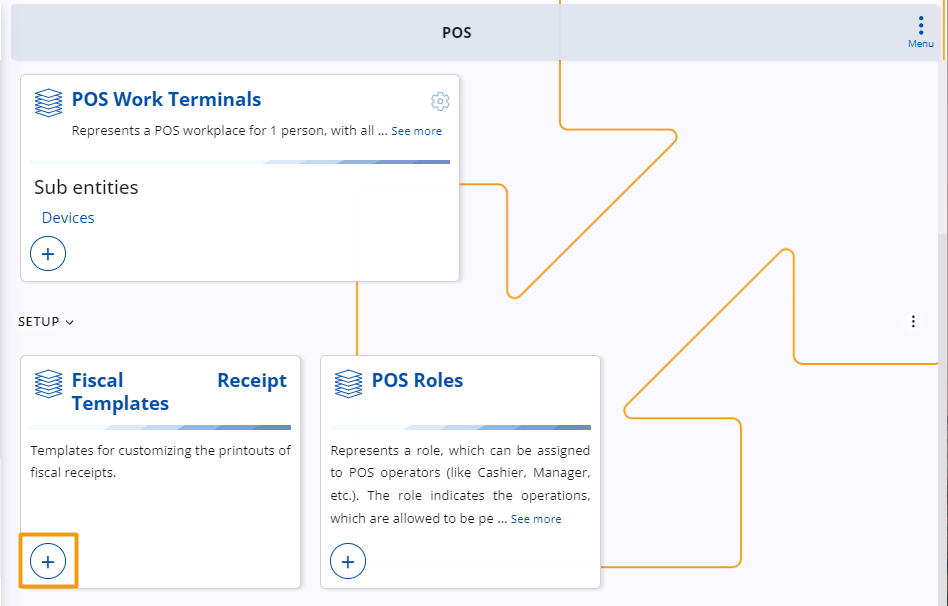 POS
Menu
POS Work Terminals
Represents a POS workplace for 1 person, with all ... See more
Sub entities
Devices
SETUP
Fiscal Receipt
Templates
Templates for customizing the printouts of
fiscal receipts.
POS Roles
Represents a role, which can be assigned
to POS operators (like Cashier, Manager,
etc.). The role indicates the operations,
which are allowed to be pe ... See more